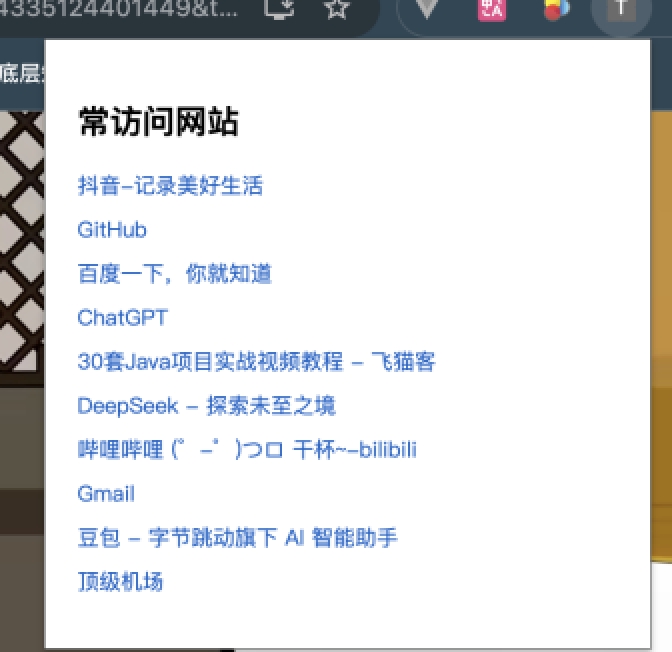 4335124401449&t...
中A
T
底层
常访问网站
抖音-记录美好生活
GitHub
百度一下，你就知道
ChatGPT
30套Java项目实战视频教程 - 飞猫客
DeepSeek - 探索未至之境
哔哩哔哩 (゜-゜)つロ 干杯~-bilibili
Gmail
豆包 - 字节跳动旗下 AI 智能助手
顶级机场